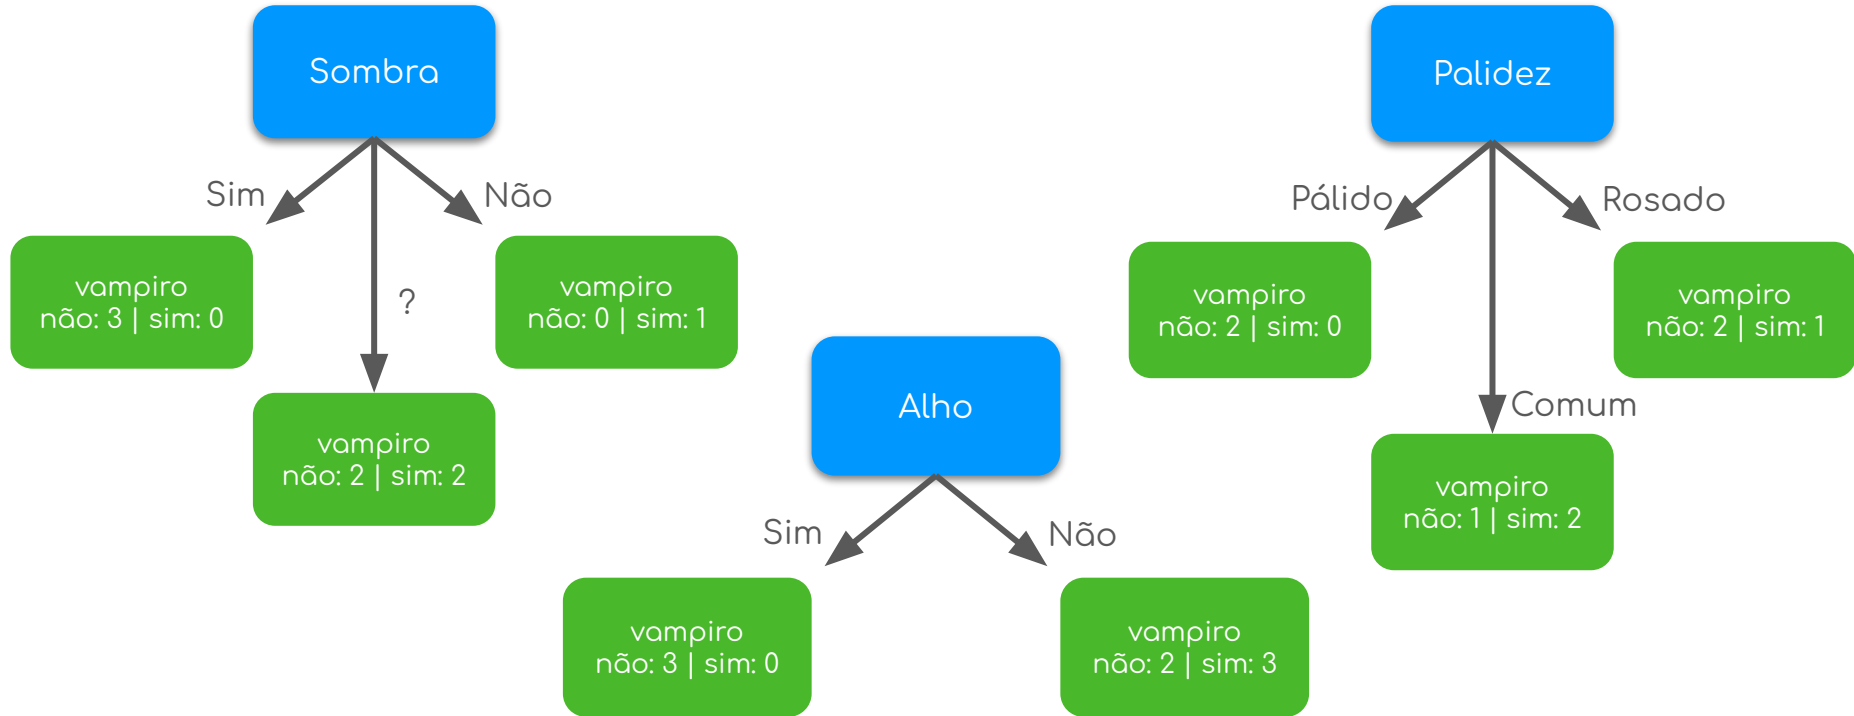 Sombra
Sim
Não
?
vampiro
não: 3 | sim: 0
vampiro
não: 2 | sim: 2
vampiro
não: 0 | sim: 1
Alho
Sim
Não
vampiro
não: 3 | sim: 0
vampiro
não: 2 | sim: 3
Palidez
Pálido
Rosado
Comum
vampiro
não: 2 | sim: 0
vampiro
não: 1 | sim: 2
vampiro
não: 2 | sim: 1